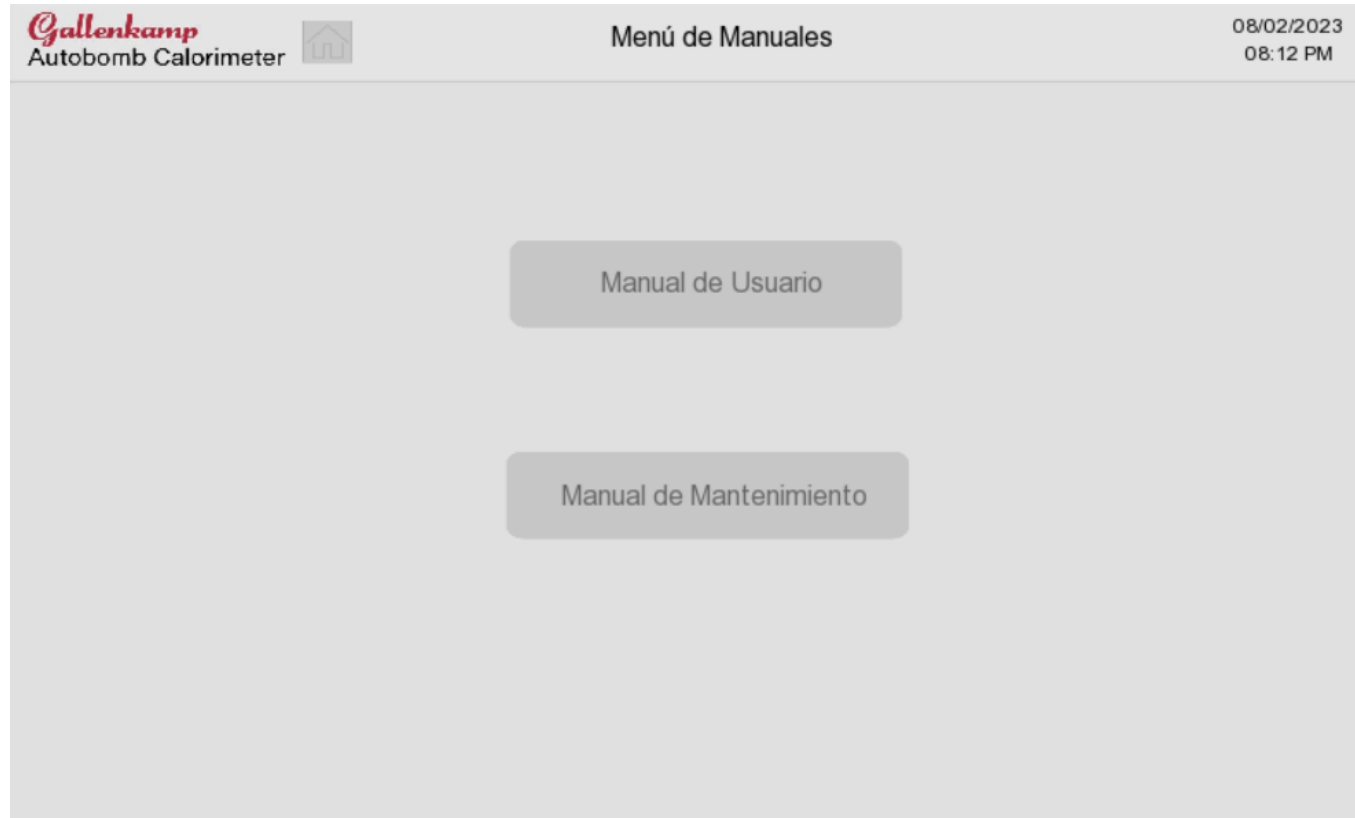 Gallenkamp
Autobomb Calorimeter
Menú de Manuales
08/02/2023
08:12 PM
Manual de Usuario
Manual de Mantenimiento